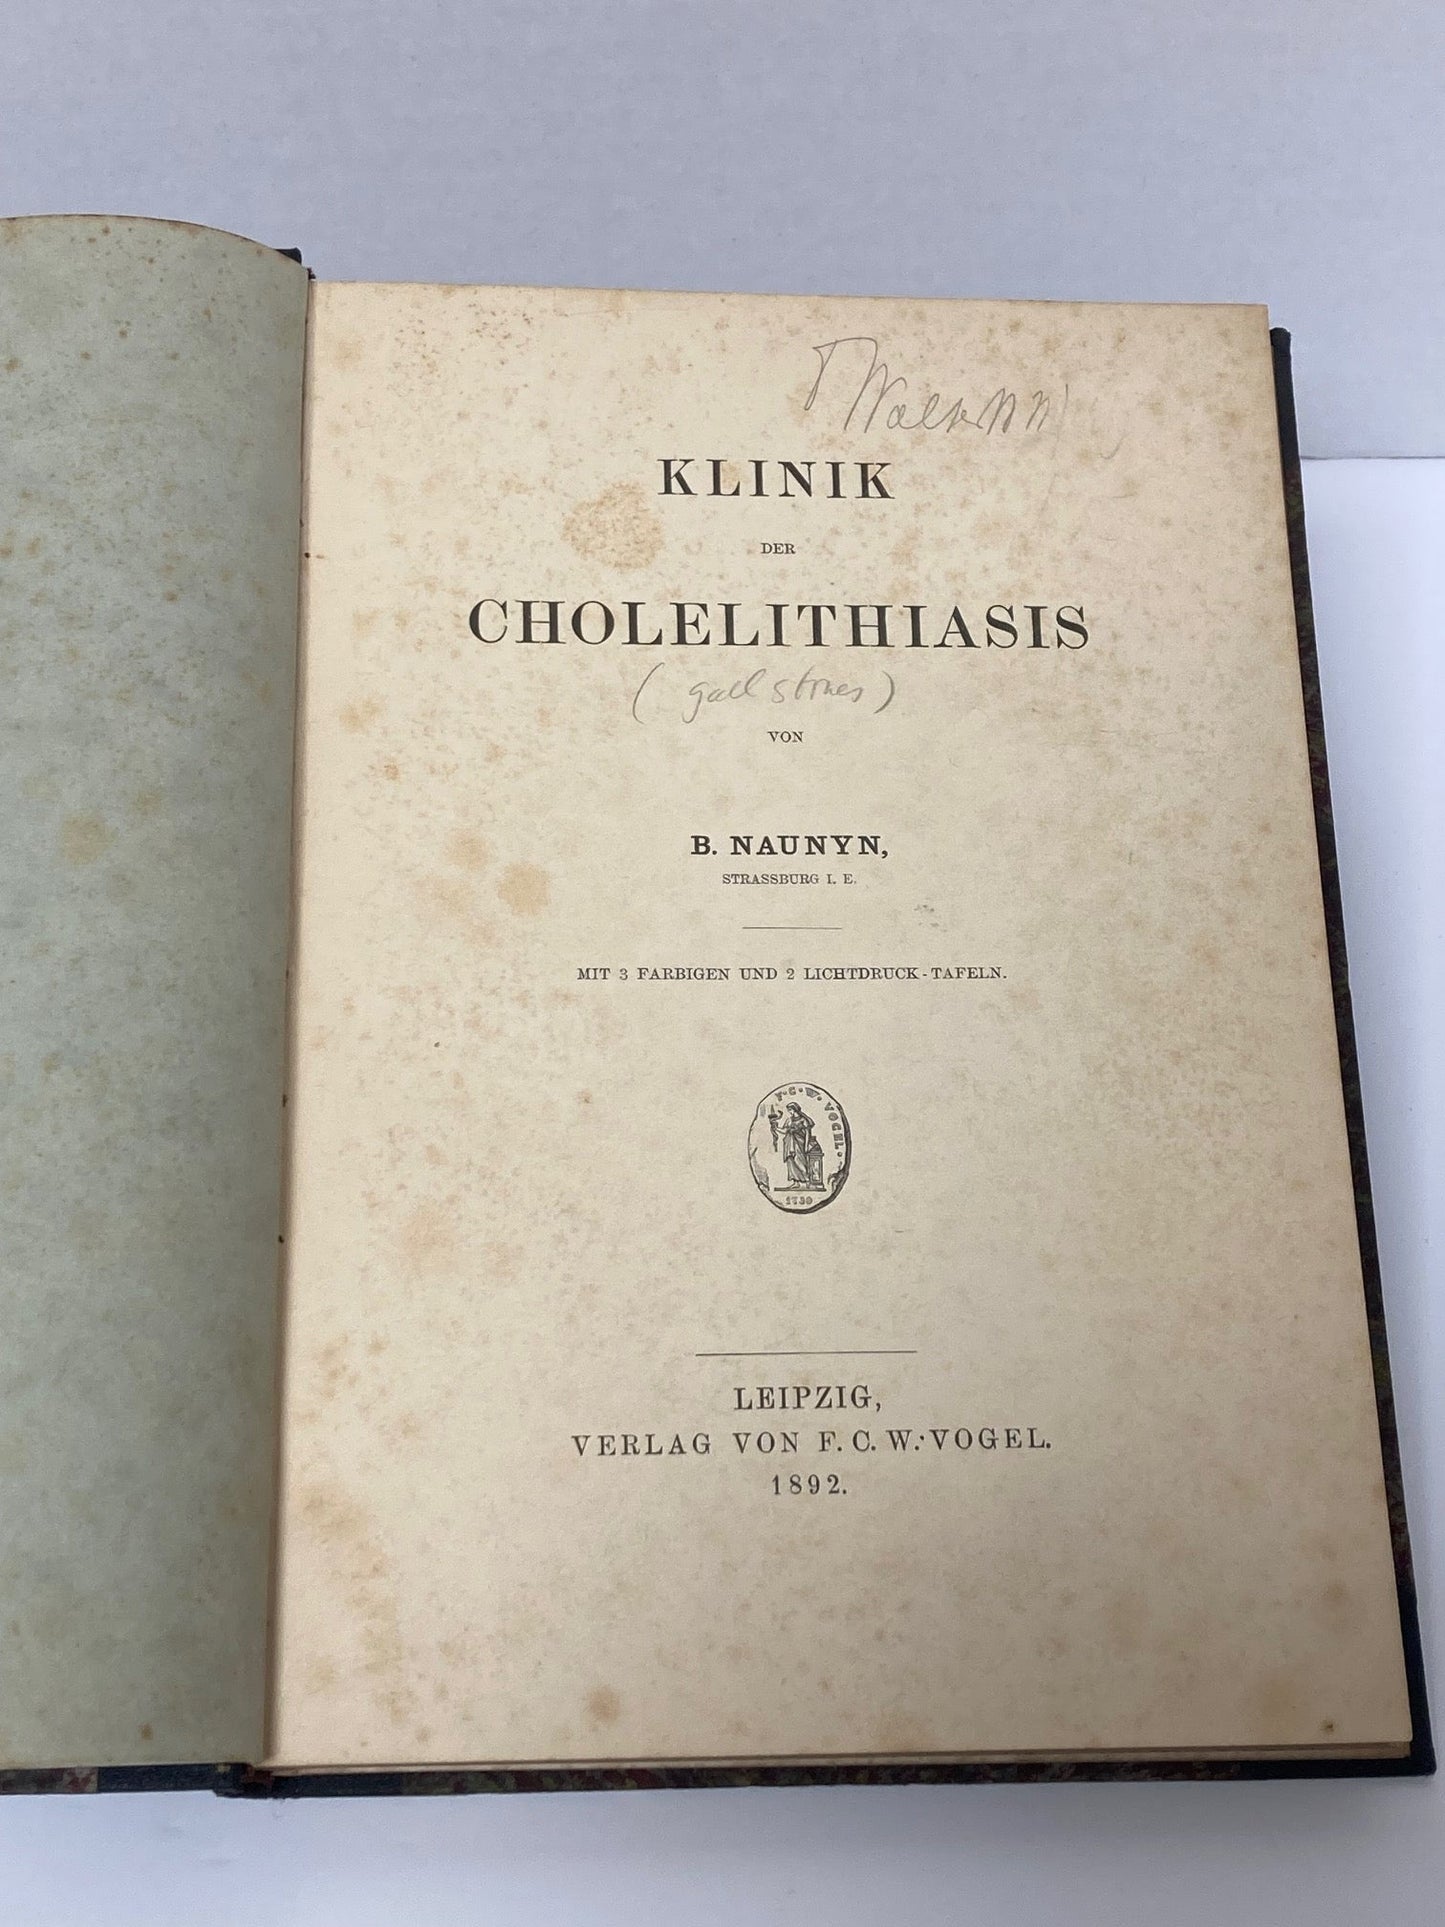 KLINIK
DER
CHOLELITHIASIS
(gall stones)
VON
B. NAUNYN,
STRASSBURG I. E.
MIT 3 FARBIGEN UND 2 LICHTDRUCK-TAFELN.
F. C. W. VOGEL.
1730
LEIPZIG,
VERLAG VON F. C. W. VOGEL.
1892.